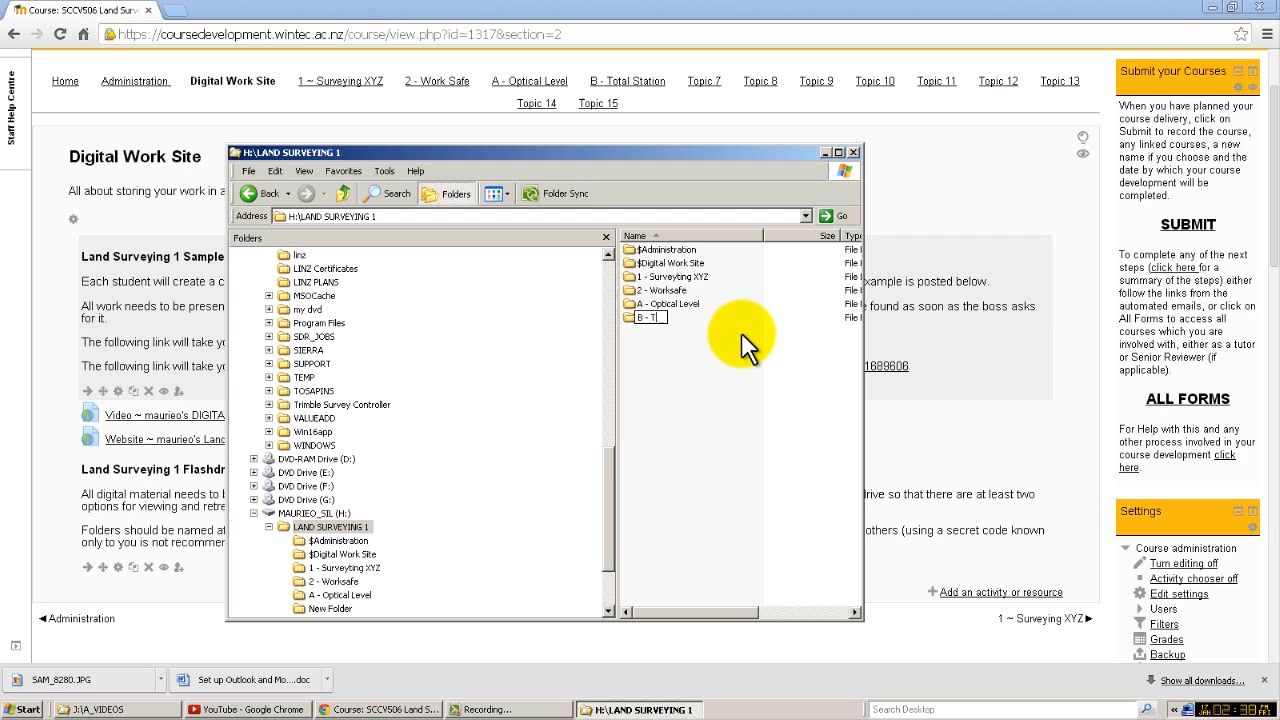 Course: SCCV506 Land Surv
https://coursedevelopment.wintec.ac.nz/course/view.php?id=1317&section=2
Staff Help Centre
Home Administration Digital Work Site 1 ~ Surveying XYZ 2 - Work Safe A - Optical Level B - Total Station Topic 7 Topic 8 Topic 9 Topic 10 Topic 11 Topic 12 Topic 13
Topic 14 Topic 15
Digital Work Site
All about storing your work in a
Land Surveying 1 Sample
Each student will create a c
example is posted below.
All work needs to be prese
e found as soon as the boss asks
for it.
The following link will take y
The following link will take y
1689606
Video ~ maurieo's DIGITA
Website ~ maurieo's Lan
Land Surveying 1 Flashdr
All digital material needs to b
drive so that there are at least two
options for viewing and retre
Folders should be named af
others (using a secret code known
only to you is not recommer
Add an activity or resource
◄Administration
1 ~ Surveying XYZ►
H:\LAND SURVEYING 1
File Edit View Favorites Tools Help
Back Search Folders Folder Sync
Address H:\LAND SURVEYING 1 Go
Folders
linz
LINZ Certificates
LINZ PLANS
MSOCache
my dvd
Program Files
SDR_JOBS
SIERRA
SUPPORT
TEMP
TOSAPINS
Trimble Survey Controller
VALUEADD
Win16app
WINDOWS
DVD-RAM Drive (D:)
DVD Drive (E:)
DVD Drive (F:)
DVD Drive (G:)
MAURIEO_SIL (H:)
LAND SURVEYING 1
$Administration
$Digital Work Site
1 - Surveying XYZ
2 - Worksafe
A - Optical Level
New Folder
Name Size Type
$Administration File I
$Digital Work Site File I
1 - Surveyting XYZ File I
2 - Worksafe File I
A - Optical Level File I
B - T File I
Submit your Courses
When you have planned your
course delivery, click on
Submit to record the course,
any linked courses, a new
name if you choose and the
date by which your course
development will be
completed.
SUBMIT
To complete any of the next
steps (click here for a
summary of the steps) either
follow the links from the
automated emails, or click on
All Forms to access all
courses which you are
involved with, either as a tutor
or Senior Reviewer (if
applicable).
ALL FORMS
For Help with this and any
other process involved in your
course development click
here.
Settings
Course administration
Turn editing off
Activity chooser off
Edit settings
Users
Filters
Grades
Backup
SAM_8280.JPG
Set up Outlook and Mo....doc
Show all downloads...
Start J:\A_VIDEOS YouTube - Google Chrome Course: SCCV506 Land S... Recording... H:\LAND SURVEYING 1 Search Desktop
17 JAN 02:38 PM FRI